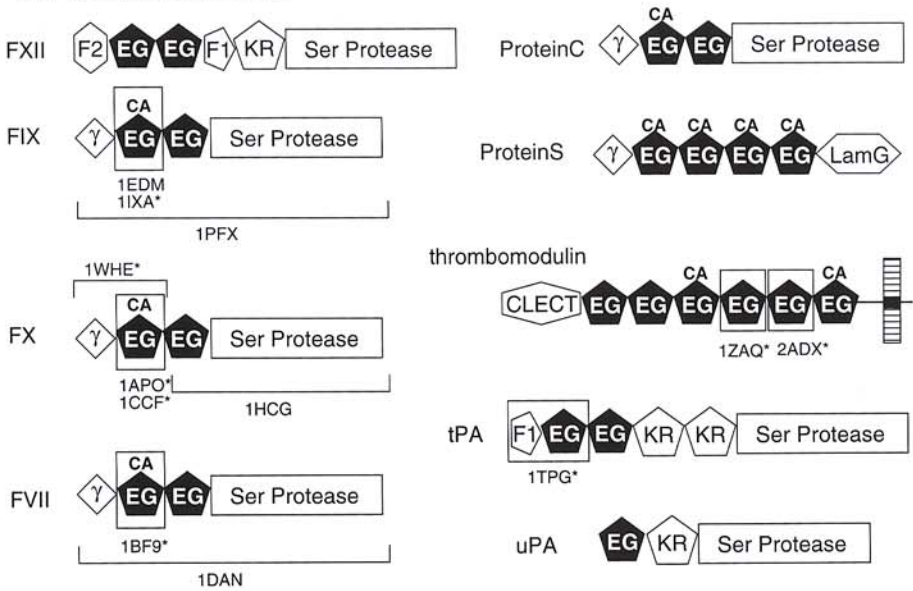 FXII F2 EG EG F1 KR Ser Protease
CA
FIX γ EG EG Ser Protease
1EDM
1IXA*
1PFX
1WHE*
CA
FX γ EG EG Ser Protease
1APO*
1CCF*
1HCG
CA
FVII γ EG EG Ser Protease
1BF9*
1DAN
CA
ProteinC γ EG EG Ser Protease
CA CA CA CA
ProteinS γ EG EG EG EG LamG
thrombomodulin
CA CA
CLECT EG EG EG EG EG EG
1ZAQ* 2ADX*
tPA F1 EG EG KR KR Ser Protease
1TPG*
uPA EG KR Ser Protease